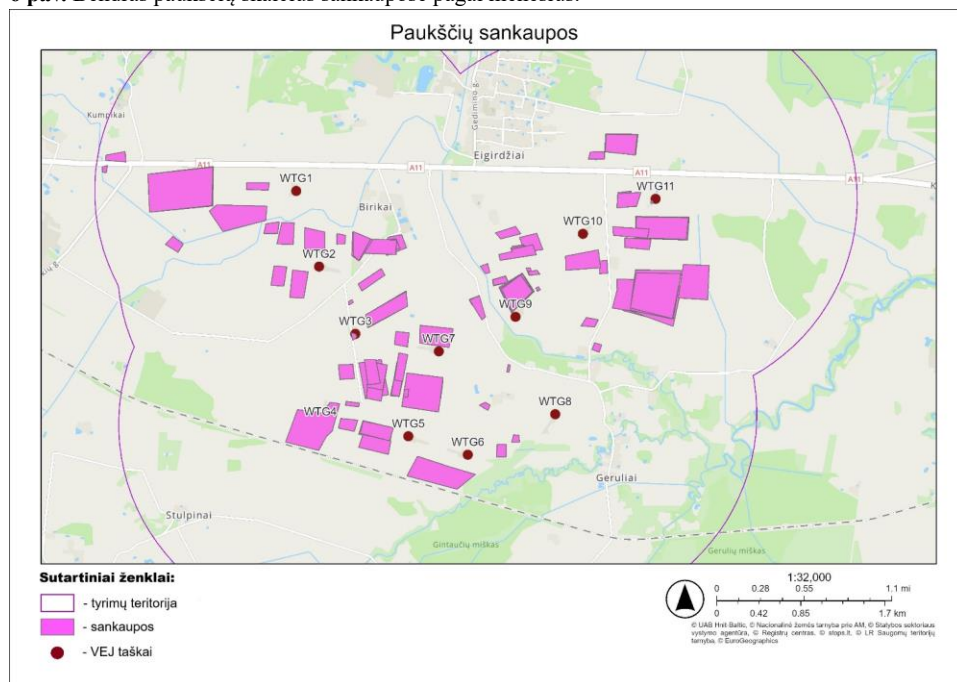 Paukščių sankaupos
Kumpikai
Gedimino g.
Eigirdžiai
A11
A11
A11
A11
WTG1
WTG11
Birikai
WTG10
WTG2
WTG9
WTG3
WTG7
WTG8
WTG4
WTG5
WTG6
Geruliai
Stulpinai
Gintaučių miškas
Gerulių miškas
Sutartiniai ženklai:
- tyrimų teritorija
- sankaupos
- VEJ taškai
1:32,000
0 0.28 0.55 1.1 mi
0 0.42 0.85 1.7 km
© UAB Hnit-Baltic, © Nacionalinė žemės tarnyba prie AM, © Statybos sektoriaus
vystymo agentūra, © Registrų centras, © stops.lt, © LR Saugomų teritorijų
tarnyba, © EuroGeographics